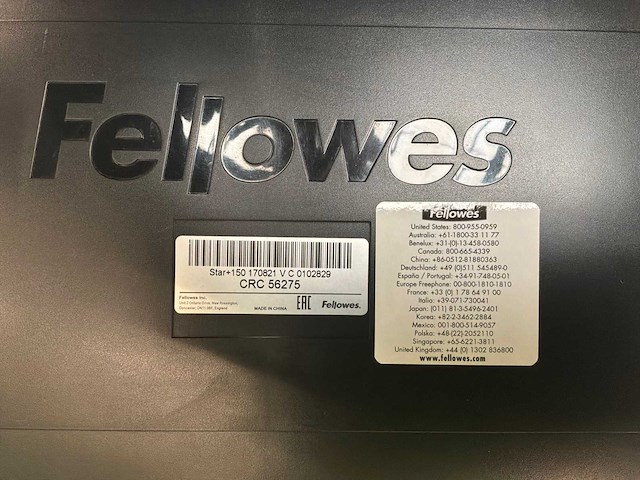 Fellowes
Star+150 170821 V C 0102829
CRC 56275
Fellowes Inc.
MADE IN CHINA
EAC
Fellowes.
Fellowes
United States: 800-955-0959
Australia: +61-1800-33 11 77
Benelux: +31-(0)-13-458-0580
Canada: 800-665-4339
China: +86-0512-81880363
Deutschland: +49 (0)511 545489-0
España / Portugal: +34-91-748-05-01
Europe Freephone: 00-800-1810-1810
France: +33 (0) 1 78 64 91 00
Italia: +39-071-730041
Japan: (011) 81-3-5496-2401
Korea: +82-2-3462-2884
Mexico: 001-800-514-9057
Polska: +48-(22)-2052110
Singapore: +65-6221-3811
United Kingdom: +44 (0) 1302 836800
www.fellowes.com